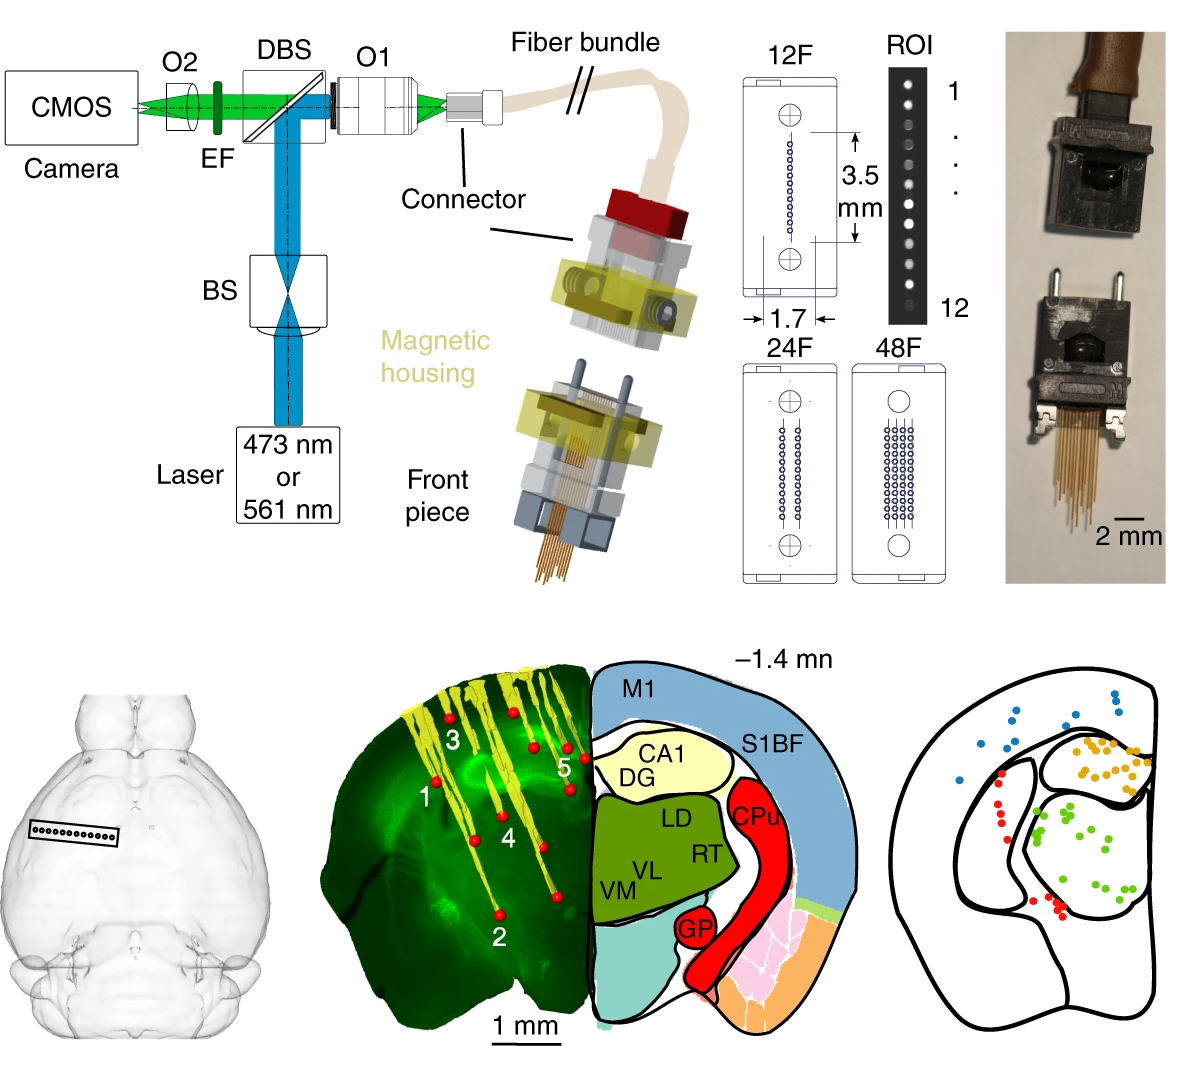 CMOS
Camera
O2
EF
DBS
O1
Fiber bundle
Connector
BS
Laser
473 nm
or
561 nm
Magnetic
housing
Front
piece
12F
3.5
mm
1.7
24F
48F
ROI
1
.
.
.
12
2 mm
1
2
3
4
5
1 mm
–1.4 mn
M1
S1BF
CA1
DG
LD
CPu
RT
VL
VM
GP